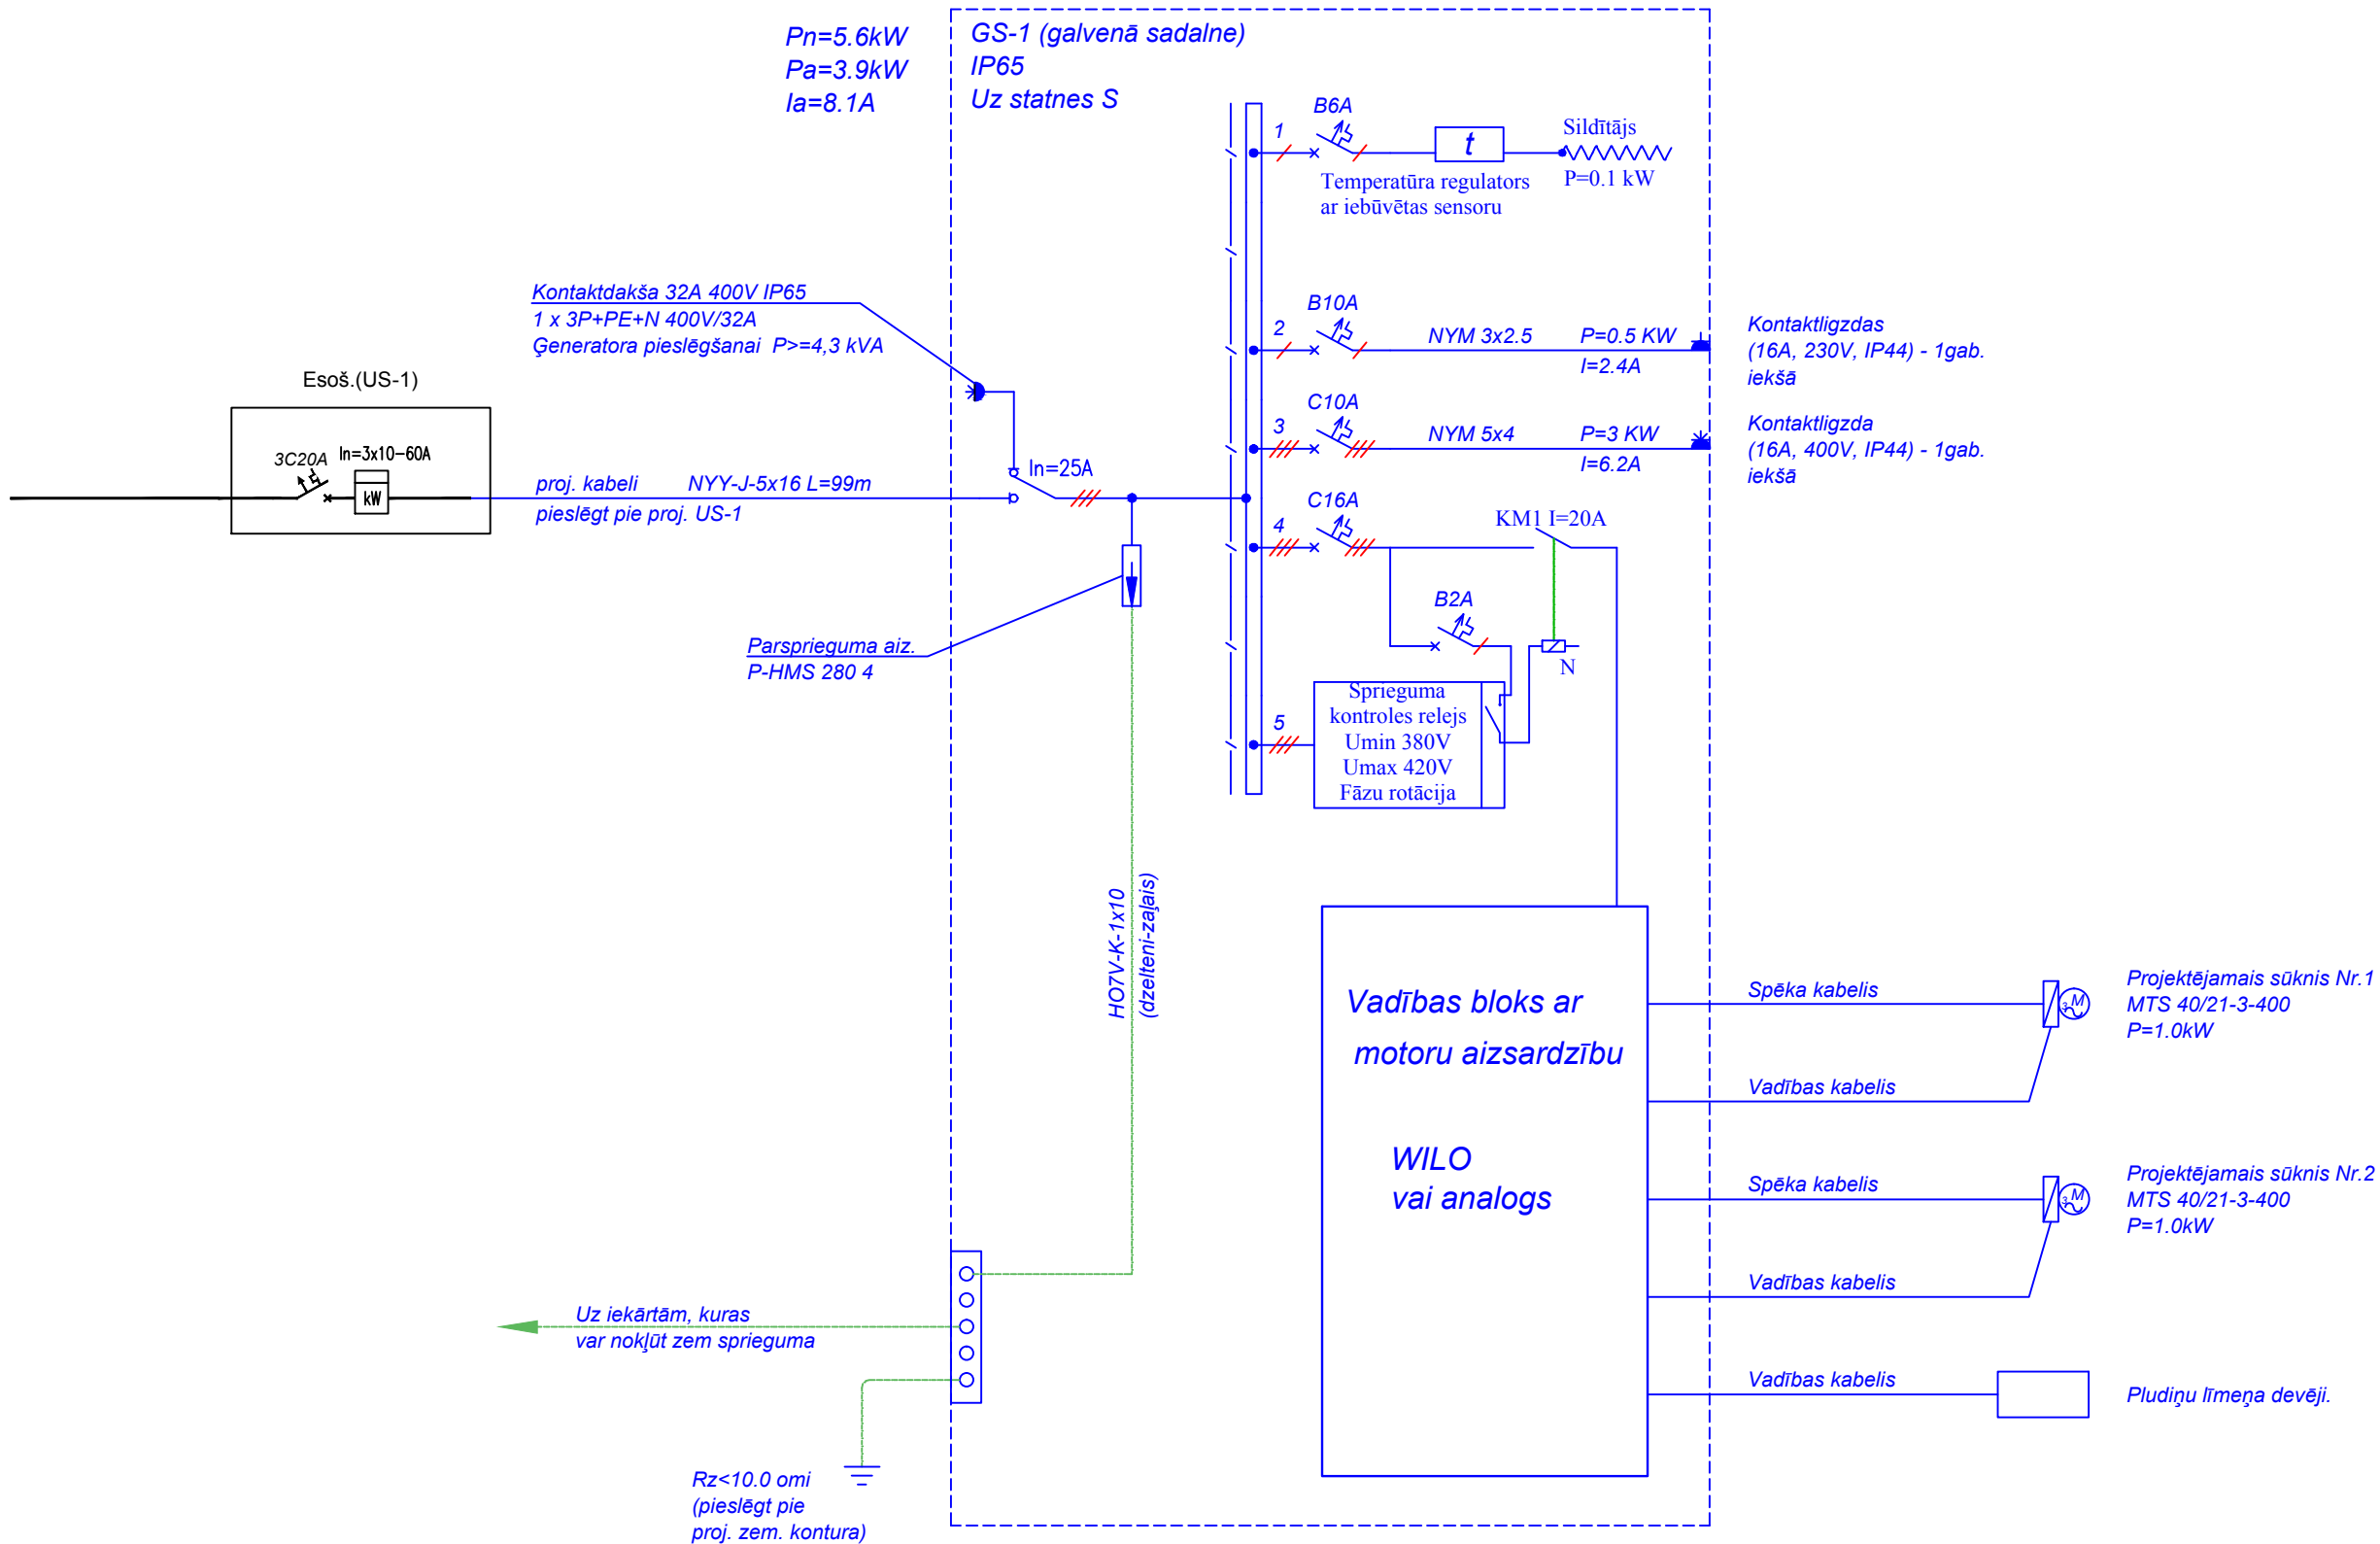 Pn=5.6kW
Pa=3.9kW
Ia=8.1A
GS-1 (galvenā sadalne)
IP65
Uz statnes S
1
B6A
t
Sildītājs
P=0.1 kW
Temperatūra regulators
ar iebūvētas sensoru
Kontaktdakša 32A 400V IP65
1 x 3P+PE+N 400V/32A
Ģeneratora pieslēgšanai P>=4,3 kVA
2
B10A
NYM 3x2.5
P=0.5 KW
I=2.4A
Kontaktligzdas
(16A, 230V, IP44) - 1gab.
iekšā
Esoš.(US-1)
3C20A
In=3x10-60A
kW
proj. kabeli NYY-J-5x16 L=99m
pieslēgt pie proj. US-1
In=25A
3
C10A
NYM 5x4
P=3 KW
I=6.2A
Kontaktligzda
(16A, 400V, IP44) - 1gab.
iekšā
4
C16A
KM1 I=20A
B2A
N
Parsprieguma aiz.
P-HMS 280 4
5
Sprieguma
kontroles relejs
Umin 380V
Umax 420V
Fāzu rotācija
HO7V-K-1x10
(dzelteni-zaļais)
Vadības bloks ar
motoru aizsardzību
WILO
vai analogs
Spēka kabelis
3
M
Projektējamais sūknis Nr.1
MTS 40/21-3-400
P=1.0kW
Vadības kabelis
Spēka kabelis
3
M
Projektējamais sūknis Nr.2
MTS 40/21-3-400
P=1.0kW
Vadības kabelis
Vadības kabelis
Pludiņu līmeņa devēji.
Uz iekārtām, kuras
var nokļūt zem sprieguma
Rz<10.0 omi
(pieslēgt pie
proj. zem. kontura)